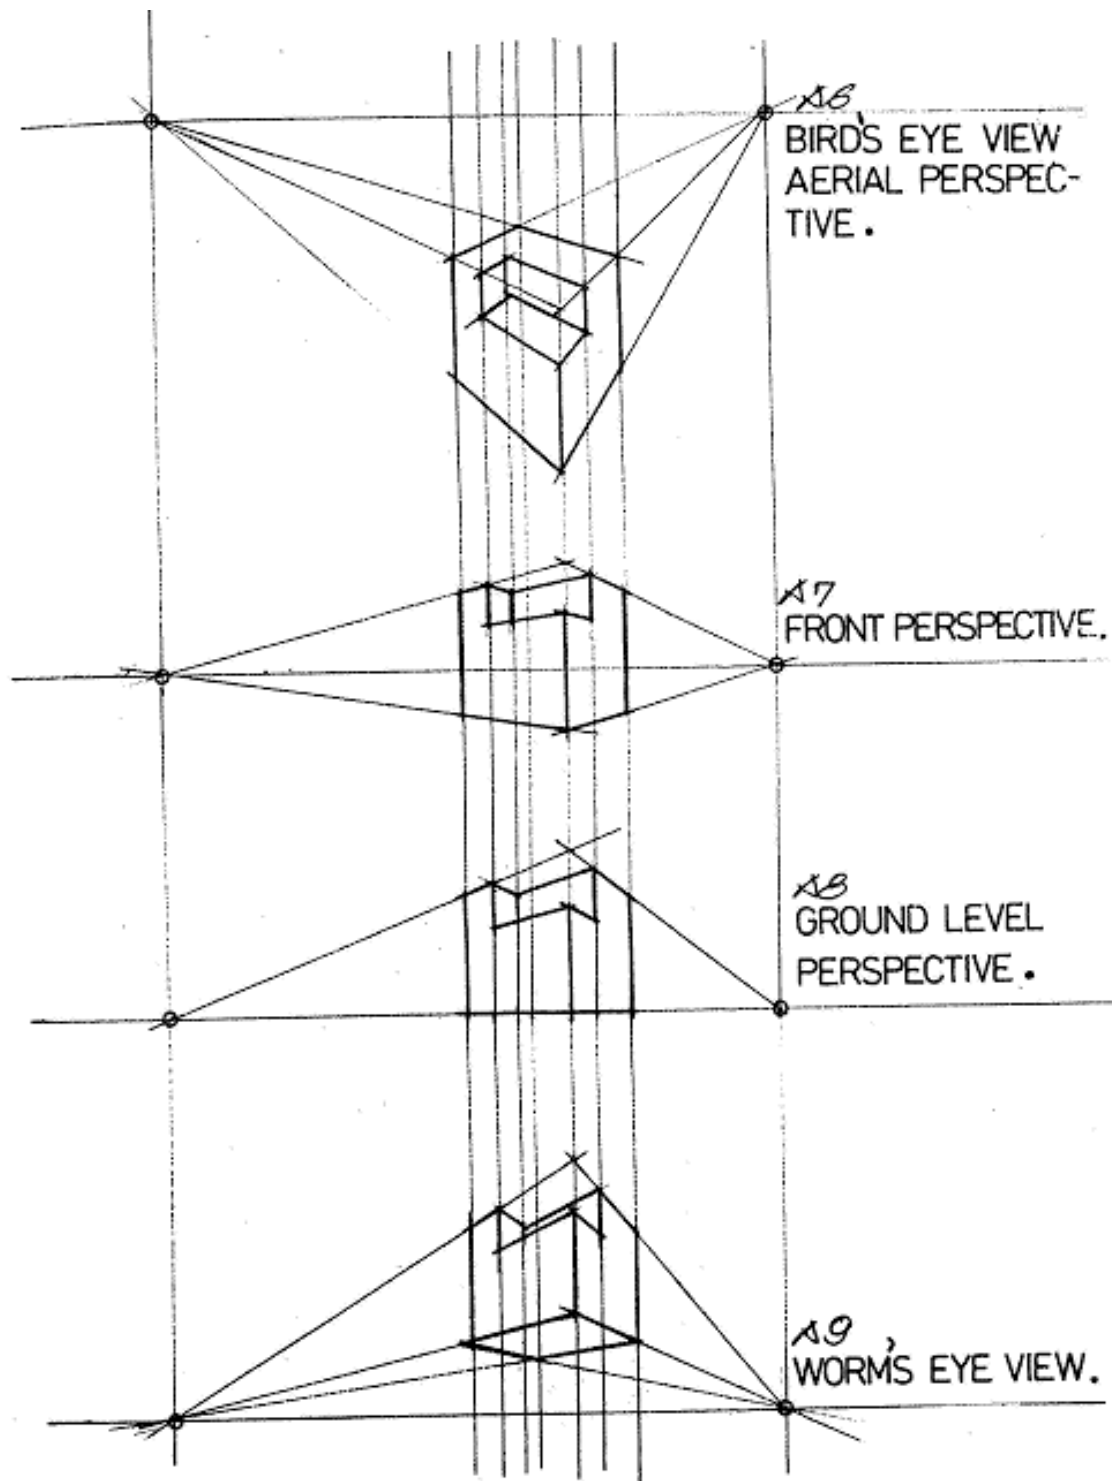 A6
BIRD'S EYE VIEW
AERIAL PERSPEC-
TIVE.
A7
FRONT PERSPECTIVE.
A8
GROUND LEVEL
PERSPECTIVE.
A9
WORM'S EYE VIEW.